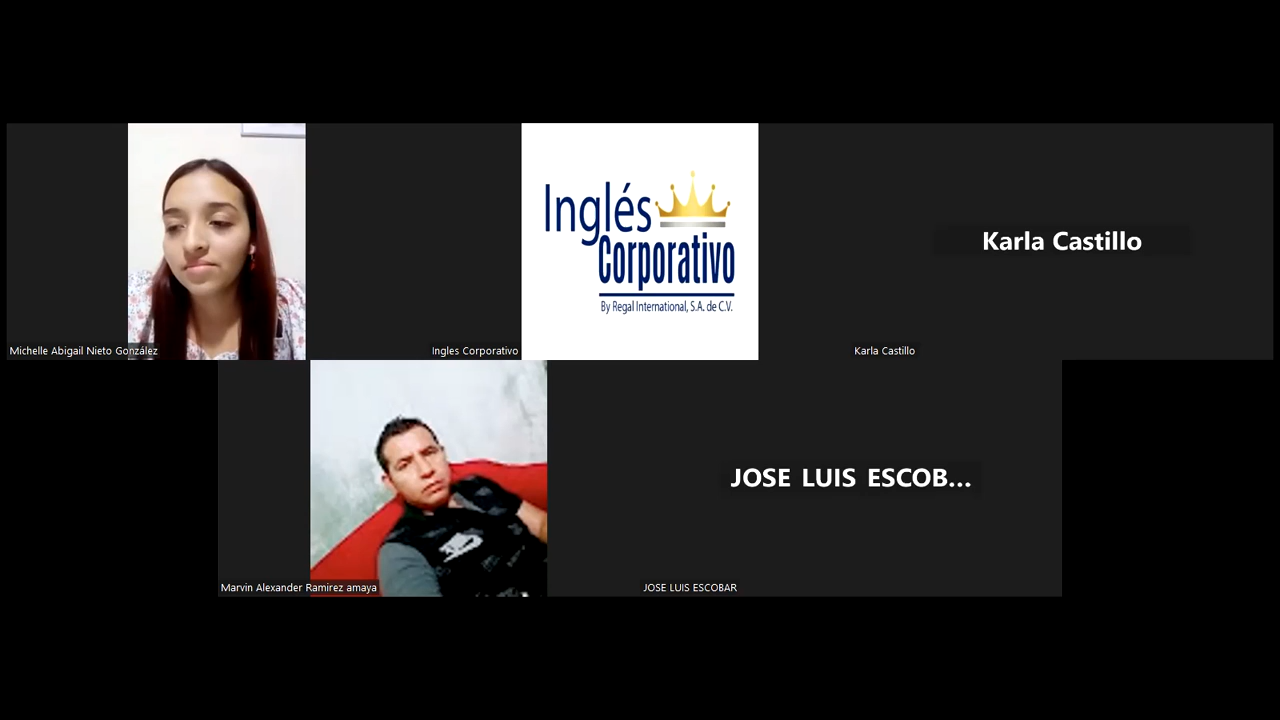 Inglés
Corporativo
By Regal International, S.A. de C.V.
Karla Castillo
Michelle Abigail Nieto González
Ingles Corporativo
Karla Castillo
JOSE LUIS ESCOB...
Marvin Alexander Ramirez amaya
JOSE LUIS ESCOBAR